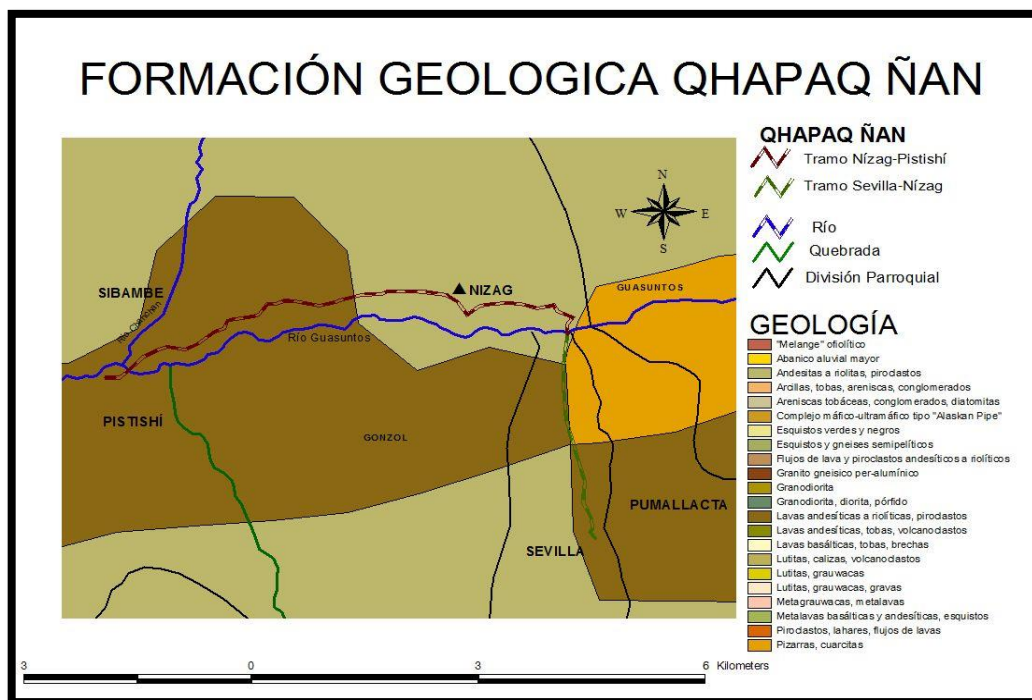 FORMACIÓN GEOLOGICA QHAPAQ ÑAN
QHAPAQ ÑAN
Tramo Nízag-Pistishí
Tramo Sevilla-Nízag
Río
Quebrada
División Parroquial
N
W
E
S
SIBAMBE
Río Chanchán
NIZAG
GUASUNTOS
Río Guasuntos
PISTISHÍ
GONZOL
PUMALLACTA
SEVILLA
GEOLOGÍA
"Melange" ofiolítico
Abanico aluvial mayor
Andesitas a riolitas, piroclastos
Arcillas, tobas, areniscas, conglomerados
Areniscas tobáceas, conglomerados, diatomitas
Complejo máfico-ultramáfico tipo "Alaskan Pipe"
Esquistos verdes y negros
Esquistos y gneises semipelíticos
Flujos de lava y piroclastos andesíticos a riolíticos
Granito gneisico per-alumínico
Granodiorita
Granodiorita, diorita, pórfido
Lavas andesíticas a riolíticas, piroclastos
Lavas andesíticas, tobas, volcanoclastos
Lavas basálticas, tobas, brechas
Lutitas, calizas, volcanoclastos
Lutitas, grauwacas
Lutitas, grauwacas, gravas
Metagrauwacas, metalavas
Metalavas basálticas y andesíticas, esquistos
Piroclastos, lahares, flujos de lavas
Pizarras, cuarcitas
3 0 3 6 Kilometers